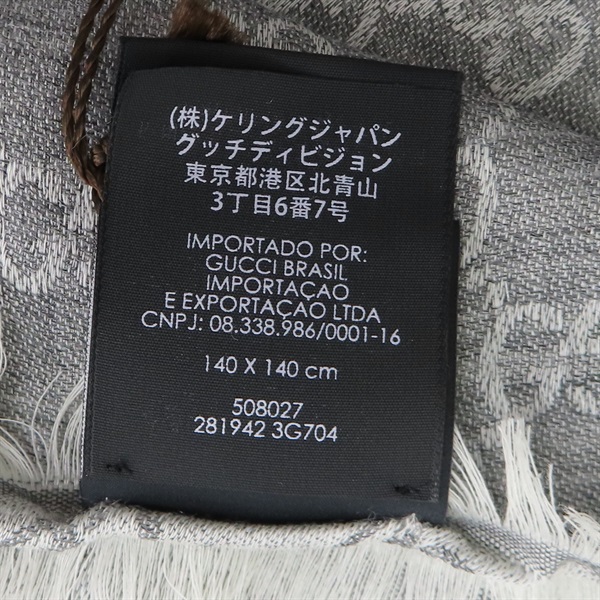 (株)ケリングジャパン
グッチディビジョン
東京都港区北青山
3丁目6番7号
IMPORTADO POR:
GUCCI BRASIL
IMPORTAÇAO
E EXPORTAÇAO LTDA
CNPJ: 08.338.986/0001-16
140 X 140 cm
508027
281942 3G704